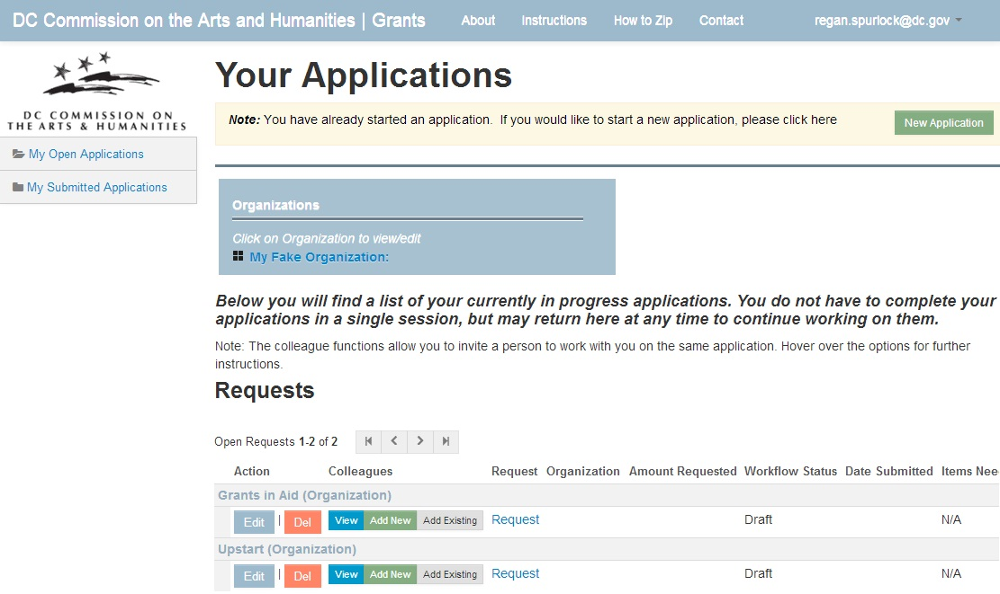 DC Commission on the Arts and Humanities | Grants About Instructions How to Zip Contact regan.spurlock@dc.gov
DC COMMISSION ON
THE ARTS & HUMANITIES
My Open Applications
My Submitted Applications
Your Applications
Note: You have already started an application. If you would like to start a new application, please click here New Application
Organizations
Click on Organization to view/edit
My Fake Organization:
Below you will find a list of your currently in progress applications. You do not have to complete your
applications in a single session, but may return here at any time to continue working on them.
Note: The colleague functions allow you to invite a person to work with you on the same application. Hover over the options for further
instructions.
Requests
Open Requests 1-2 of 2
Action Colleagues Request Organization Amount Requested Workflow Status Date Submitted Items Nee
Grants in Aid (Organization)
Edit | Del View Add New Add Existing Request Draft N/A
Upstart (Organization)
Edit | Del View Add New Add Existing Request Draft N/A